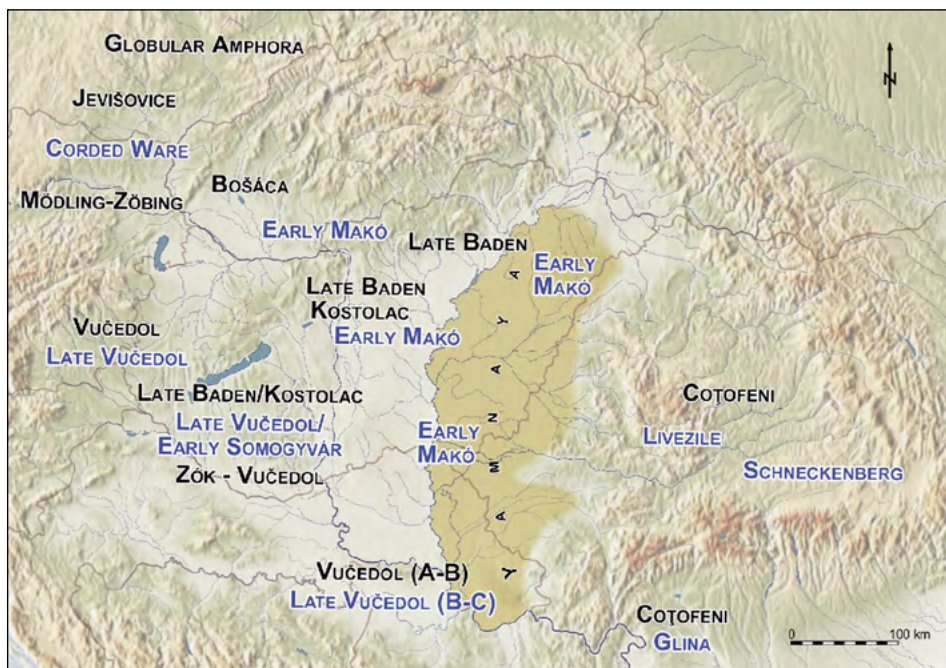 Globular Amphora
N
Jevišovice
Corded Ware
Bošáca
Mödling-Zöbing
Early Makó
Late Baden
Early
Makó
Late Baden
Kostolac
Early Makó
Vučedol
Late Vučedol
Late Baden/Kostolac
Late Vučedol/
Early Somogyvár
Early
Makó
Zók - Vučedol
YAMNAYA
Coţofeni
Livezile
Schneckenberg
Vučedol (A-B)
Late Vučedol (B-C)
Coţofeni
Glina
0 100 km